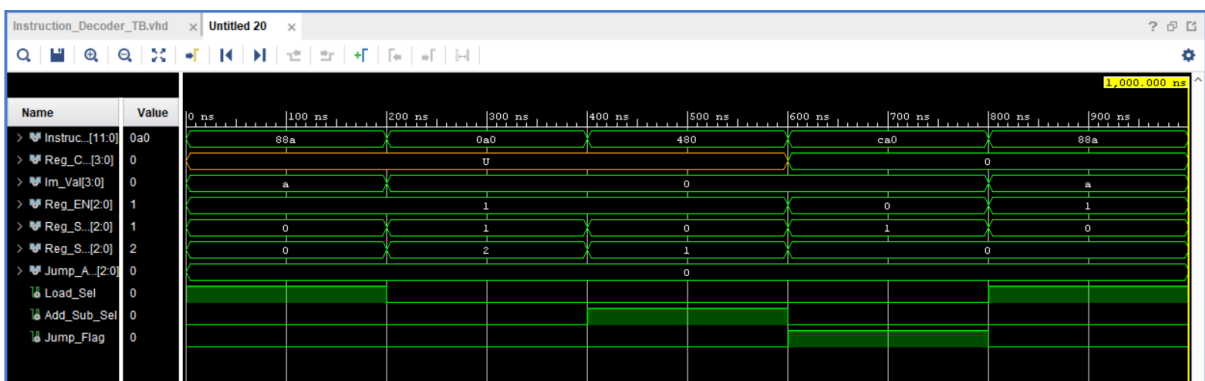 Instruction_Decoder_TB.vhd × Untitled 20 × ?
1,000.000 ns
Name Value 0 ns 100 ns 200 ns 300 ns 400 ns 500 ns 600 ns 700 ns 800 ns 900 ns
> Instruc...[11:0] 0a0 88a 0a0 480 ca0 88a
> Reg_C...[3:0] 0 U 0
> Im_Val[3:0] 0 a 0 a
> Reg_EN[2:0] 1 1 0 1
> Reg_S...[2:0] 1 0 1 0 1 0
> Reg_S...[2:0] 2 0 2 1 0
> Jump_A...[2:0] 0 0
Load_Sel 0
Add_Sub_Sel 0
Jump_Flag 0